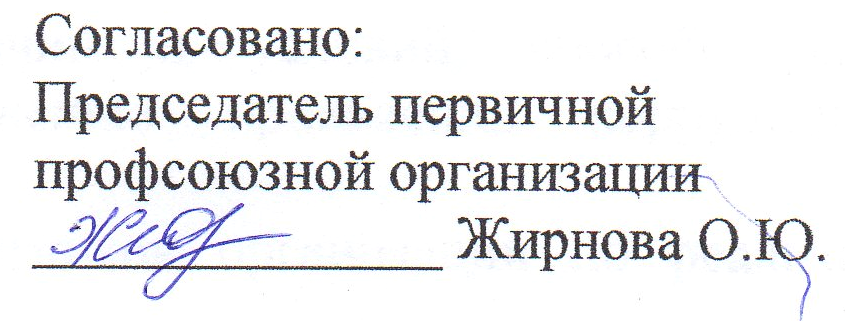 Согласовано:
Председатель первичной
профсоюзной организации
Жирнова О.Ю.